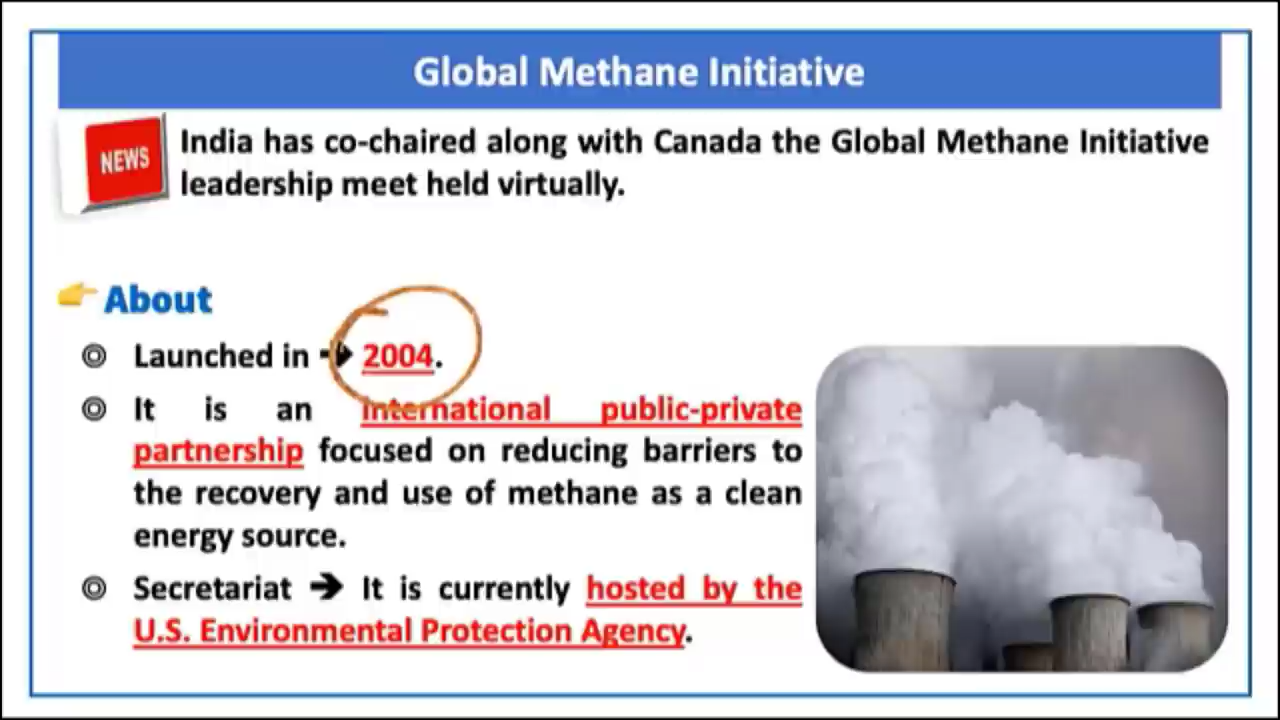 Global Methane Initiative
NEWS
India has co-chaired along with Canada the Global Methane Initiative
leadership meet held virtually.
About
Launched in ➔ 2004.
It is an international public-private
partnership focused on reducing barriers to
the recovery and use of methane as a clean
energy source.
Secretariat ➔ It is currently hosted by the
U.S. Environmental Protection Agency.